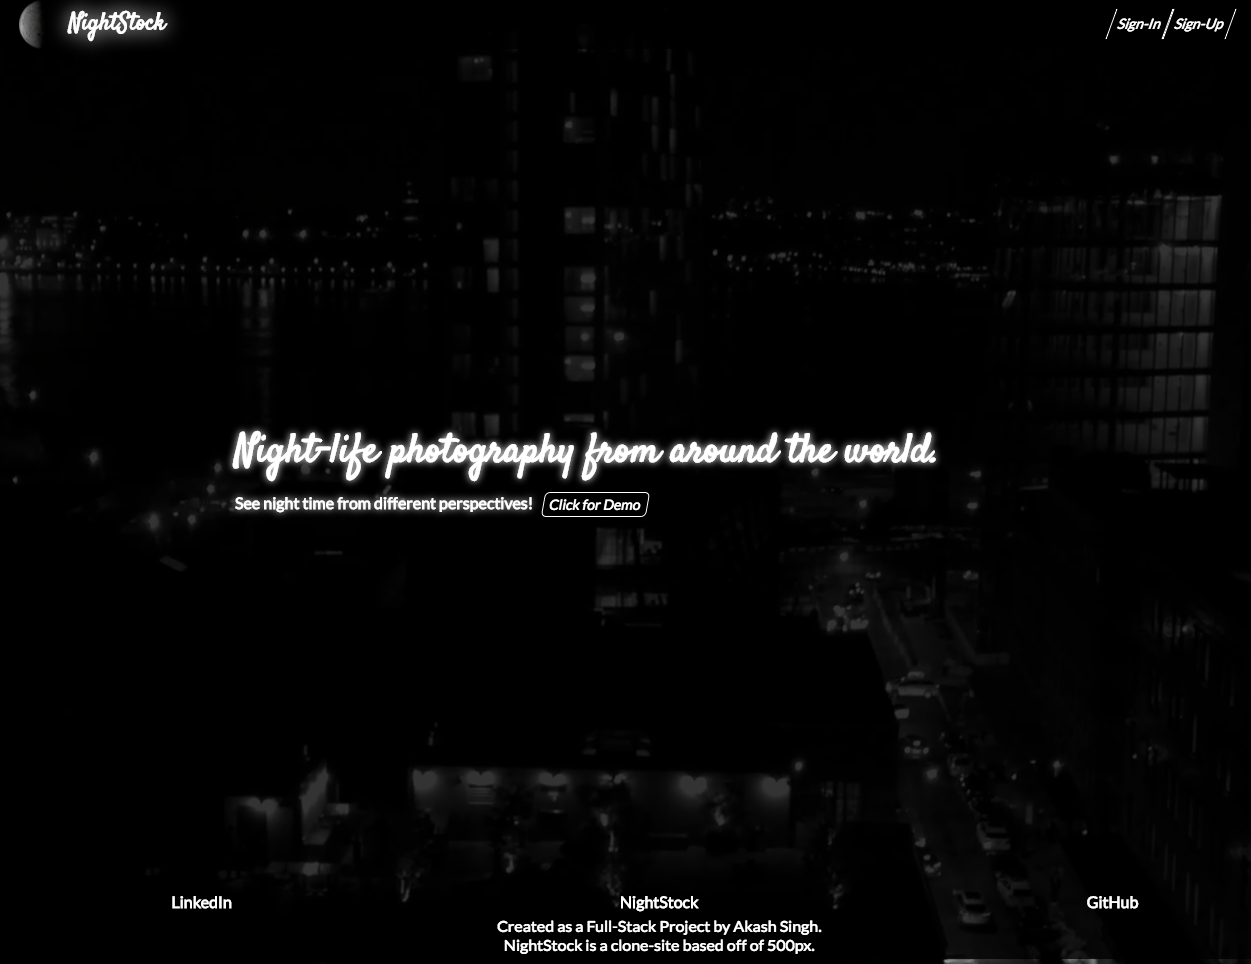 NightStock
Sign-In
Sign-Up
Night-life photography from around the world.
See night time from different perspectives! Click for Demo
LinkedIn
NightStock
GitHub
Created as a Full-Stack Project by Akash Singh.
NightStock is a clone-site based off of 500px.